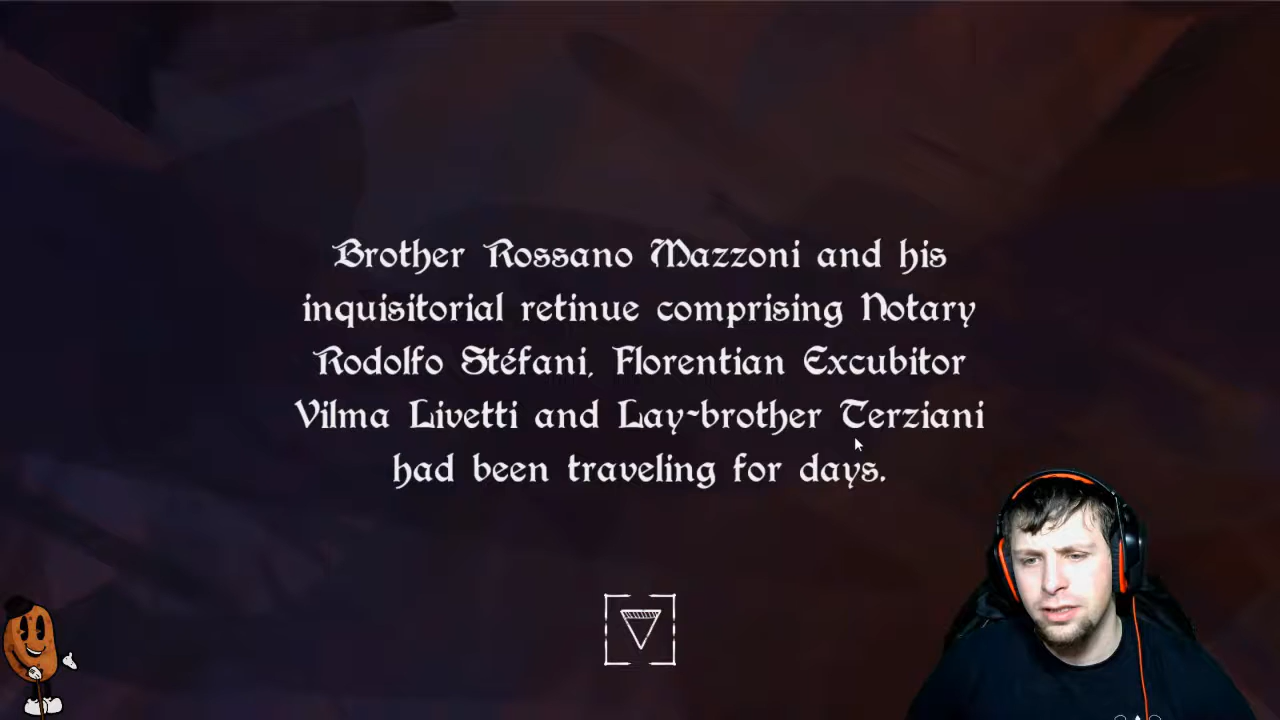 Brother Rossano Mazzoni and his
inquisitorial retinue comprising Notary
Rodolfo Stéfani, Florentian Excubitor
Vilma Livetti and Lay-brother Terziani
had been traveling for days.